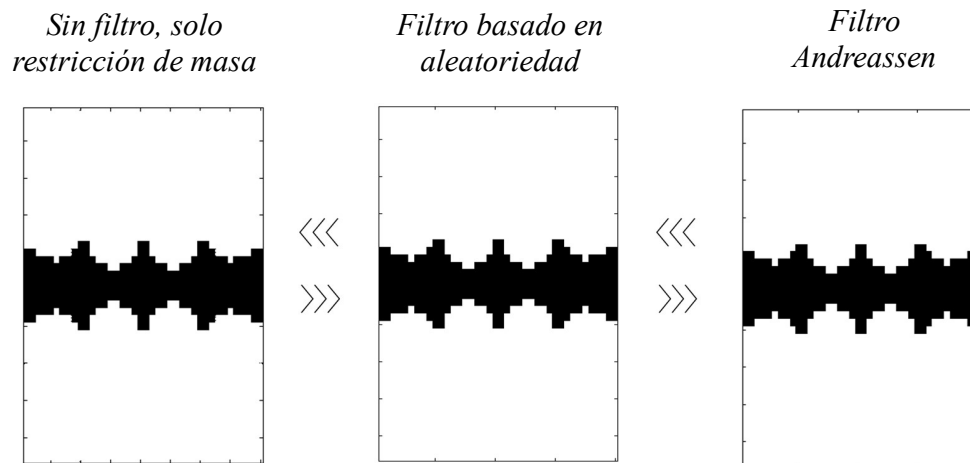 Sin filtro, solo
restricción de masa
Filtro basado en
aleatoriedad
Filtro
Andreassen